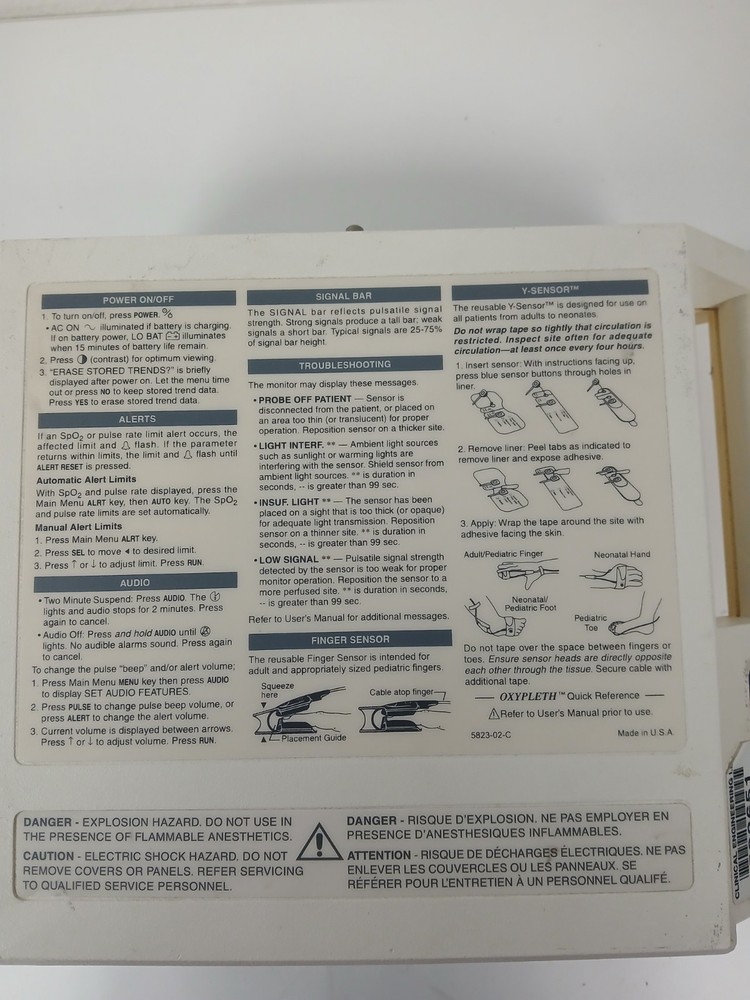 POWER ON/OFF
1. To turn on/off, press POWER.
• AC ON ∿ illuminated if battery is charging.
If on battery power, LO BAT illuminates
when 15 minutes of battery life remain.
2. Press (contrast) for optimum viewing.
3. "ERASE STORED TRENDS?" is briefly
displayed after power on. Let the menu time
out or press NO to keep stored trend data.
Press YES to erase stored trend data.
ALERTS
If an SpO2 or pulse rate limit alert occurs, the
affected limit and flash. If the parameter
returns within limits, the limit and flash until
ALERT RESET is pressed.
Automatic Alert Limits
With SpO2 and pulse rate displayed, press the
Main Menu ALRT key, then AUTO key. The SpO2
and pulse rate limits are set automatically.
Manual Alert Limits
1. Press Main Menu ALRT key.
2. Press SEL to move ◂ to desired limit.
3. Press ↑ or ↓ to adjust limit. Press RUN.
AUDIO
• Two Minute Suspend: Press AUDIO. The
lights and audio stops for 2 minutes. Press
again to cancel.
• Audio Off: Press and hold AUDIO until
lights. No audible alarms sound. Press again
to cancel.
To change the pulse "beep" and/or alert volume;
1. Press Main Menu MENU key then press AUDIO
to display SET AUDIO FEATURES.
2. Press PULSE to change pulse beep volume, or
press ALERT to change the alert volume.
3. Current volume is displayed between arrows.
Press ↑ or ↓ to adjust volume. Press RUN.
SIGNAL BAR
The SIGNAL bar reflects pulsatile signal
strength. Strong signals produce a tall bar; weak
signals a short bar. Typical signals are 25-75%
of signal bar height.
TROUBLESHOOTING
The monitor may display these messages.
• PROBE OFF PATIENT — Sensor is
disconnected from the patient, or placed on
an area too thin (or translucent) for proper
operation. Reposition sensor on a thicker site.
• LIGHT INTERF. ** — Ambient light sources
such as sunlight or warming lights are
interfering with the sensor. Shield sensor from
ambient light sources. ** is duration in
seconds, -- is greater than 99 sec.
• INSUF. LIGHT ** — The sensor has been
placed on a sight that is too thick (or opaque)
for adequate light transmission. Reposition
sensor on a thinner site. ** is duration in
seconds, -- is greater than 99 sec.
• LOW SIGNAL ** — Pulsatile signal strength
detected by the sensor is too weak for proper
monitor operation. Reposition the sensor to a
more perfused site. ** is duration in seconds,
-- is greater than 99 sec.
Refer to User's Manual for additional messages.
FINGER SENSOR
The reusable Finger Sensor is intended for
adult and appropriately sized pediatric fingers.
Squeeze
here
Cable atop finger
Placement Guide
Y-SENSOR™
The reusable Y-Sensor™ is designed for use on
all patients from adults to neonates.
Do not wrap tape so tightly that circulation is
restricted. Inspect site often for adequate
circulation—at least once every four hours.
1. Insert sensor: With instructions facing up,
press blue sensor buttons through holes in
liner.
2. Remove liner: Peel tabs as indicated to
remove liner and expose adhesive.
3. Apply: Wrap the tape around the site with
adhesive facing the skin.
Adult/Pediatric Finger
Neonatal Hand
Neonatal/
Pediatric Foot
Pediatric
Toe
Do not tape over the space between fingers or
toes. Ensure sensor heads are directly opposite
each other through the tissue. Secure cable with
additional tape.
OXYPLETH™ Quick Reference
Refer to User's Manual prior to use.
5823-02-C
Made in U.S.A.
DANGER - EXPLOSION HAZARD. DO NOT USE IN
THE PRESENCE OF FLAMMABLE ANESTHETICS.
CAUTION - ELECTRIC SHOCK HAZARD. DO NOT
REMOVE COVERS OR PANELS. REFER SERVICING
TO QUALIFIED SERVICE PERSONNEL.
DANGER - RISQUE D'EXPLOSION. NE PAS EMPLOYER EN
PRESENCE D'ANESTHESIQUES INFLAMMABLES.
ATTENTION - RISQUE DE DÉCHARGES ÉLECTRIQUES. NE PAS
ENLEVER LES COUVERCLES OU LES PANNEAUX. SE
RÉFÉRER POUR L'ENTRETIEN À UN PERSONNEL QUALIFÉ.
CLINICAL ENGINEERING